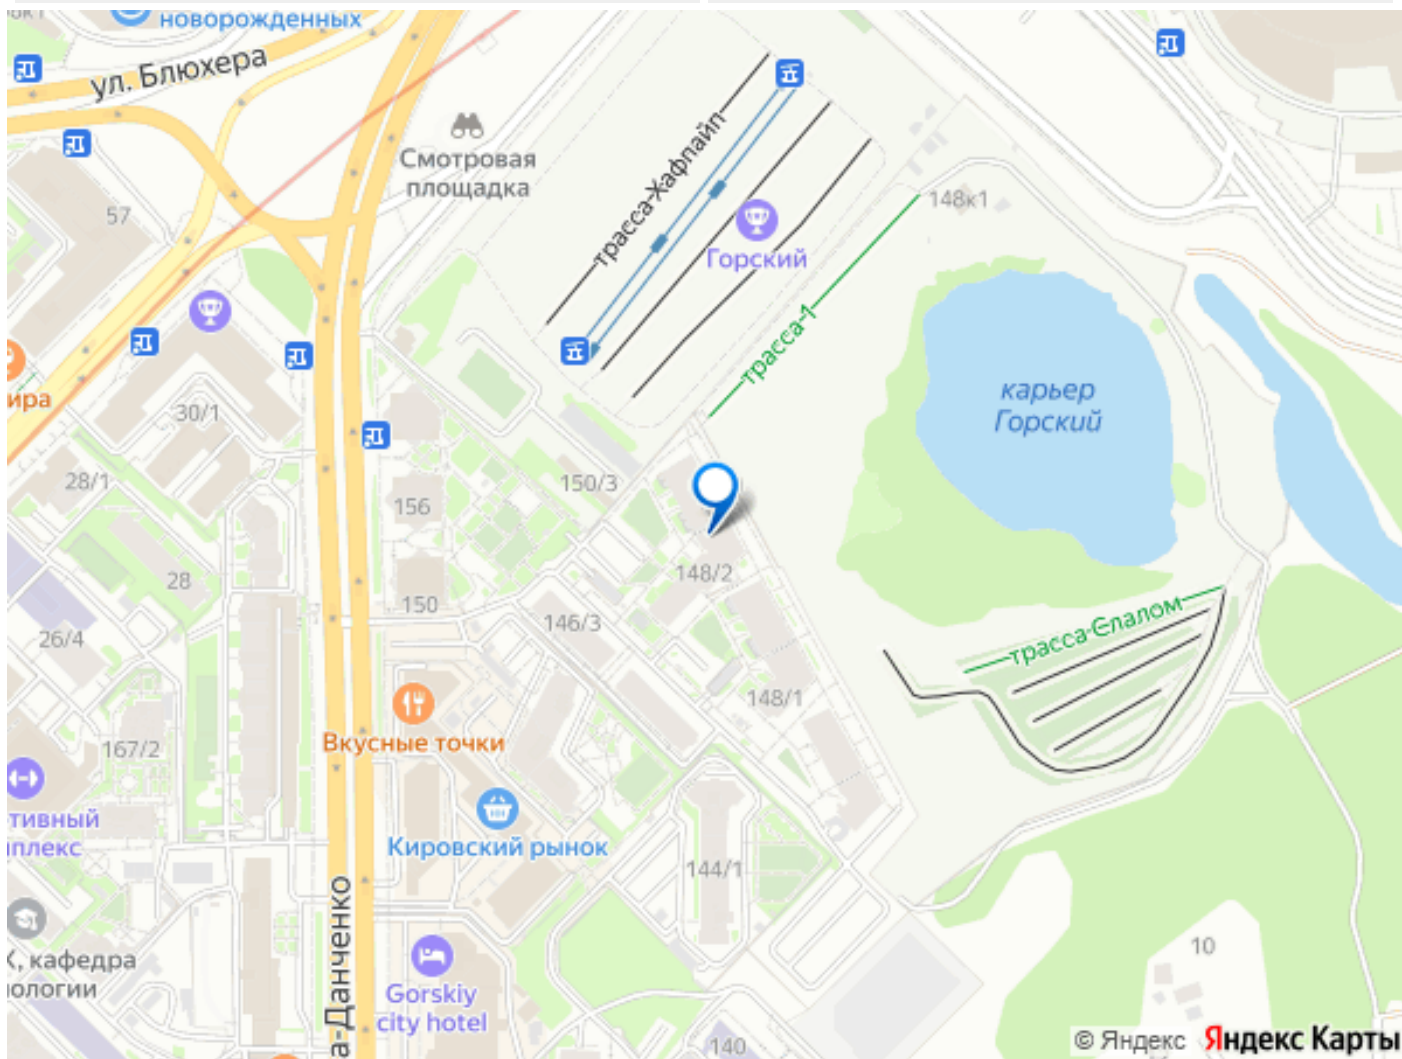 новорожденных
ул. Блюхера
Смотровая
площадка
57
трасса-Хафпайп
148к1
Горский
трасса-1
ира
30/1
карьер
Горский
28/1
150/3
156
28
148/2
150
146/3
26/4
трасса-Слалом
148/1
Вкусные точки
167/2
тивный
плекс
Кировский рынок
144/1
а-Данченко
Х, кафедра
ологии
10
Gorskiy
city hotel
140
© Яндекс Яндекс Карты